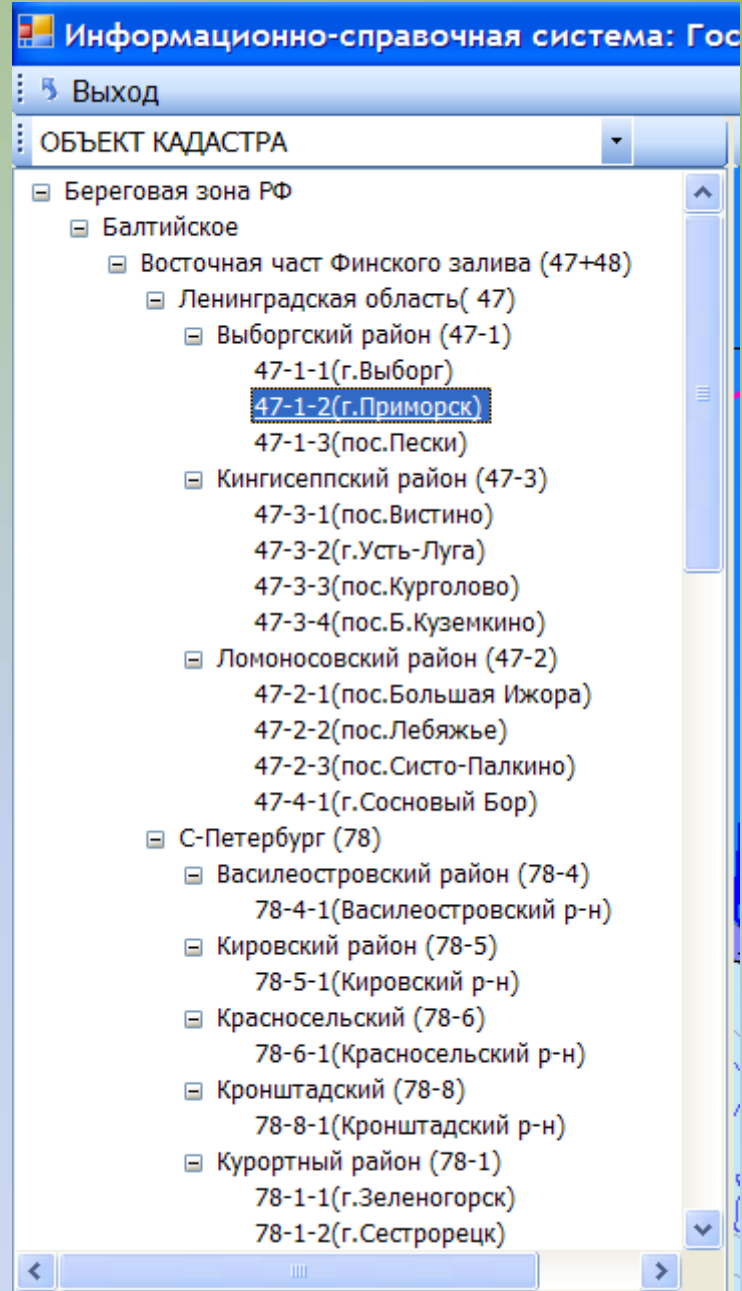 Информационно-справочная система: Гос
Выход
ОБЪЕКТ КАДАСТРА
Береговая зона РФ
Балтийское
Восточная част Финского залива (47+48)
Ленинградская область( 47)
Выборгский район (47-1)
47-1-1(г.Выборг)
47-1-2(г.Приморск)
47-1-3(пос.Пески)
Кингисеппский район (47-3)
47-3-1(пос.Вистино)
47-3-2(г.Усть-Луга)
47-3-3(пос.Курголово)
47-3-4(пос.Б.Куземкино)
Ломоносовский район (47-2)
47-2-1(пос.Большая Ижора)
47-2-2(пос.Лебяжье)
47-2-3(пос.Систо-Палкино)
47-4-1(г.Сосновый Бор)
С-Петербург (78)
Василеостровский район (78-4)
78-4-1(Василеостровский р-н)
Кировский район (78-5)
78-5-1(Кировский р-н)
Красносельский (78-6)
78-6-1(Красносельский р-н)
Кронштадский (78-8)
78-8-1(Кронштадский р-н)
Курортный район (78-1)
78-1-1(г.Зеленогорск)
78-1-2(г.Сестрорецк)